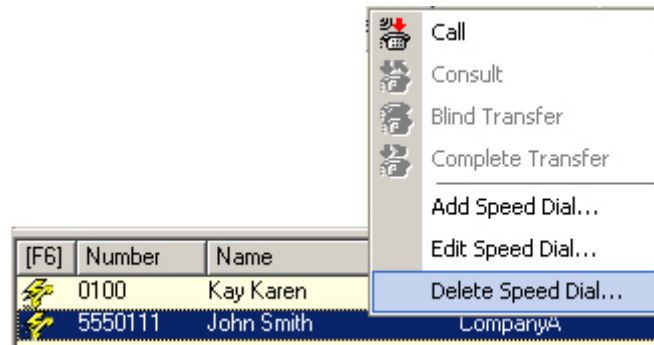 Call
Consult
Blind Transfer
Complete Transfer
Add Speed Dial...
Edit Speed Dial...
Delete Speed Dial...
[F6] Number Name
0100 Kay Karen
5550111 John Smith CompanyA